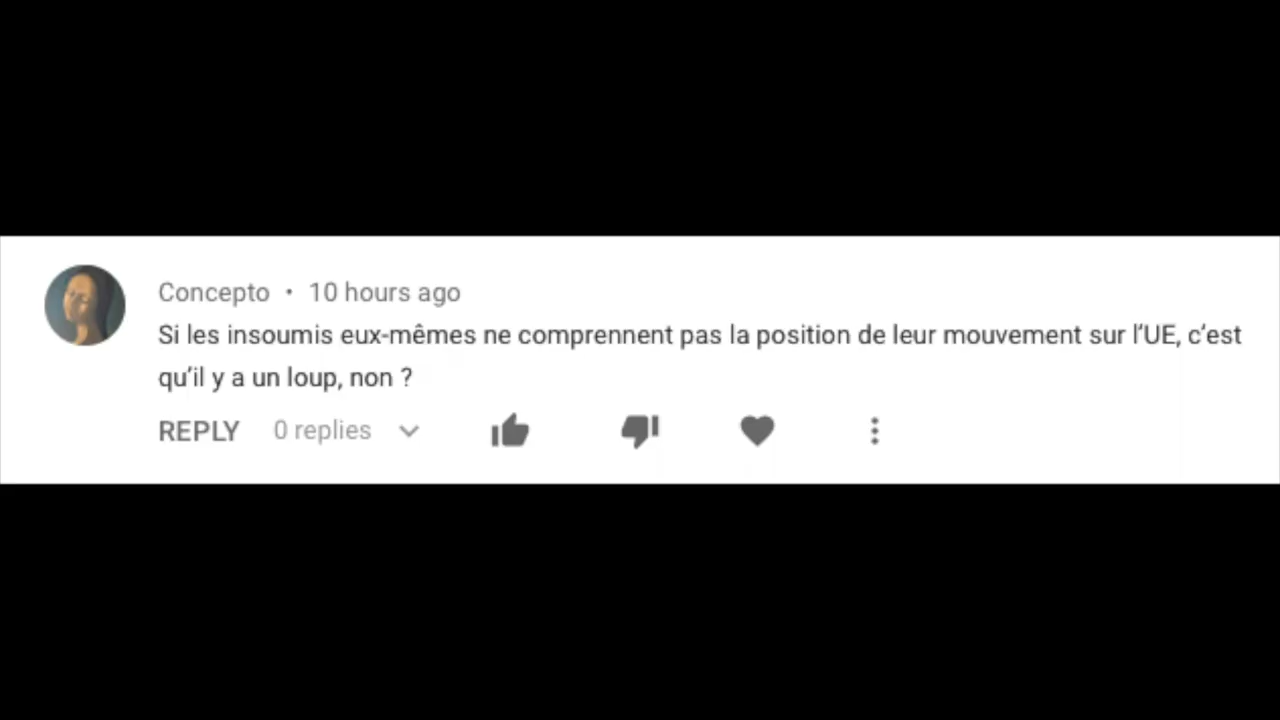 Concepto • 10 hours ago
Si les insoumis eux-mêmes ne comprennent pas la position de leur mouvement sur l’UE, c’est
qu’il y a un loup, non ?
REPLY 0 replies